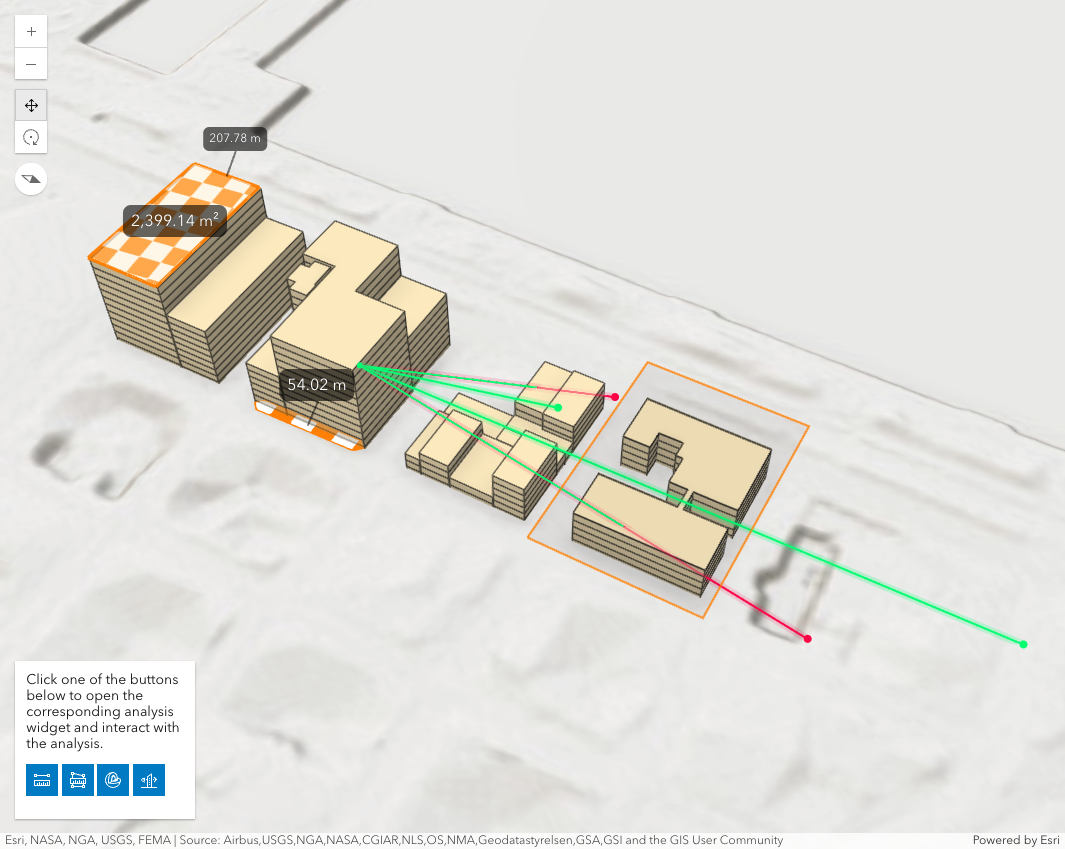 +
−
207.78 m
2,399.14 m²
54.02 m
Click one of the buttons
below to open the
corresponding analysis
widget and interact with
the analysis.
Esri, NASA, NGA, USGS, FEMA | Source: Airbus,USGS,NGA,NASA,CGIAR,NLS,OS,NMA,Geodatastyrelsen,GSA,GSI and the GIS User Community
Powered by Esri